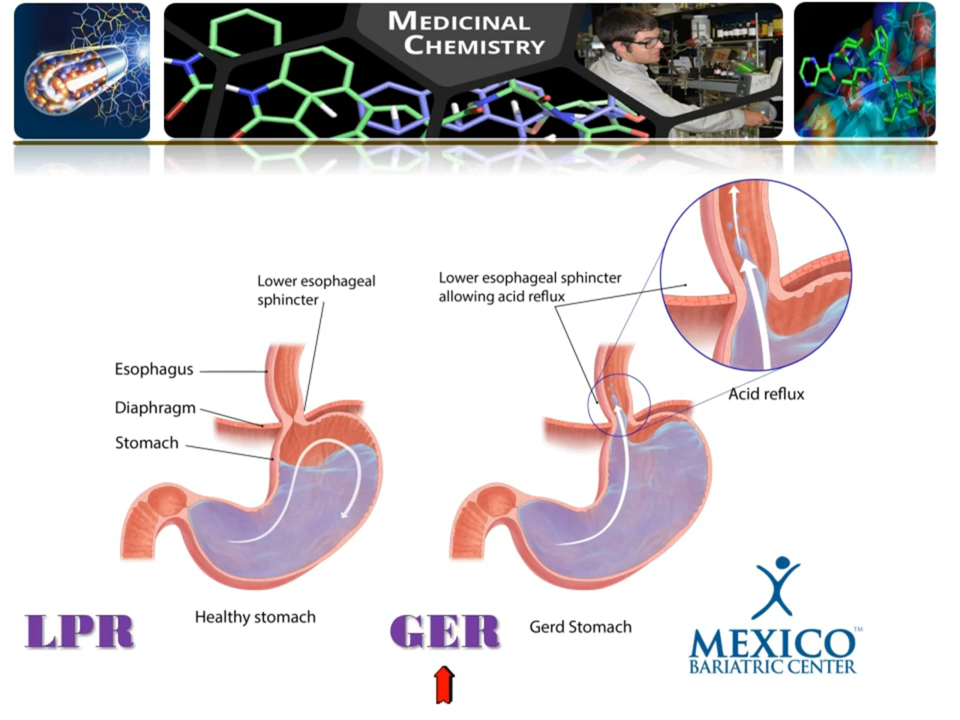 MEDICINAL
CHEMISTRY
Lower esophageal
sphincter
Lower esophageal sphincter
allowing acid reflux
Esophagus
Diaphragm
Stomach
Acid reflux
Healthy stomach
Gerd Stomach
LPR
GER
MEXICO™
BARIATRIC CENTER